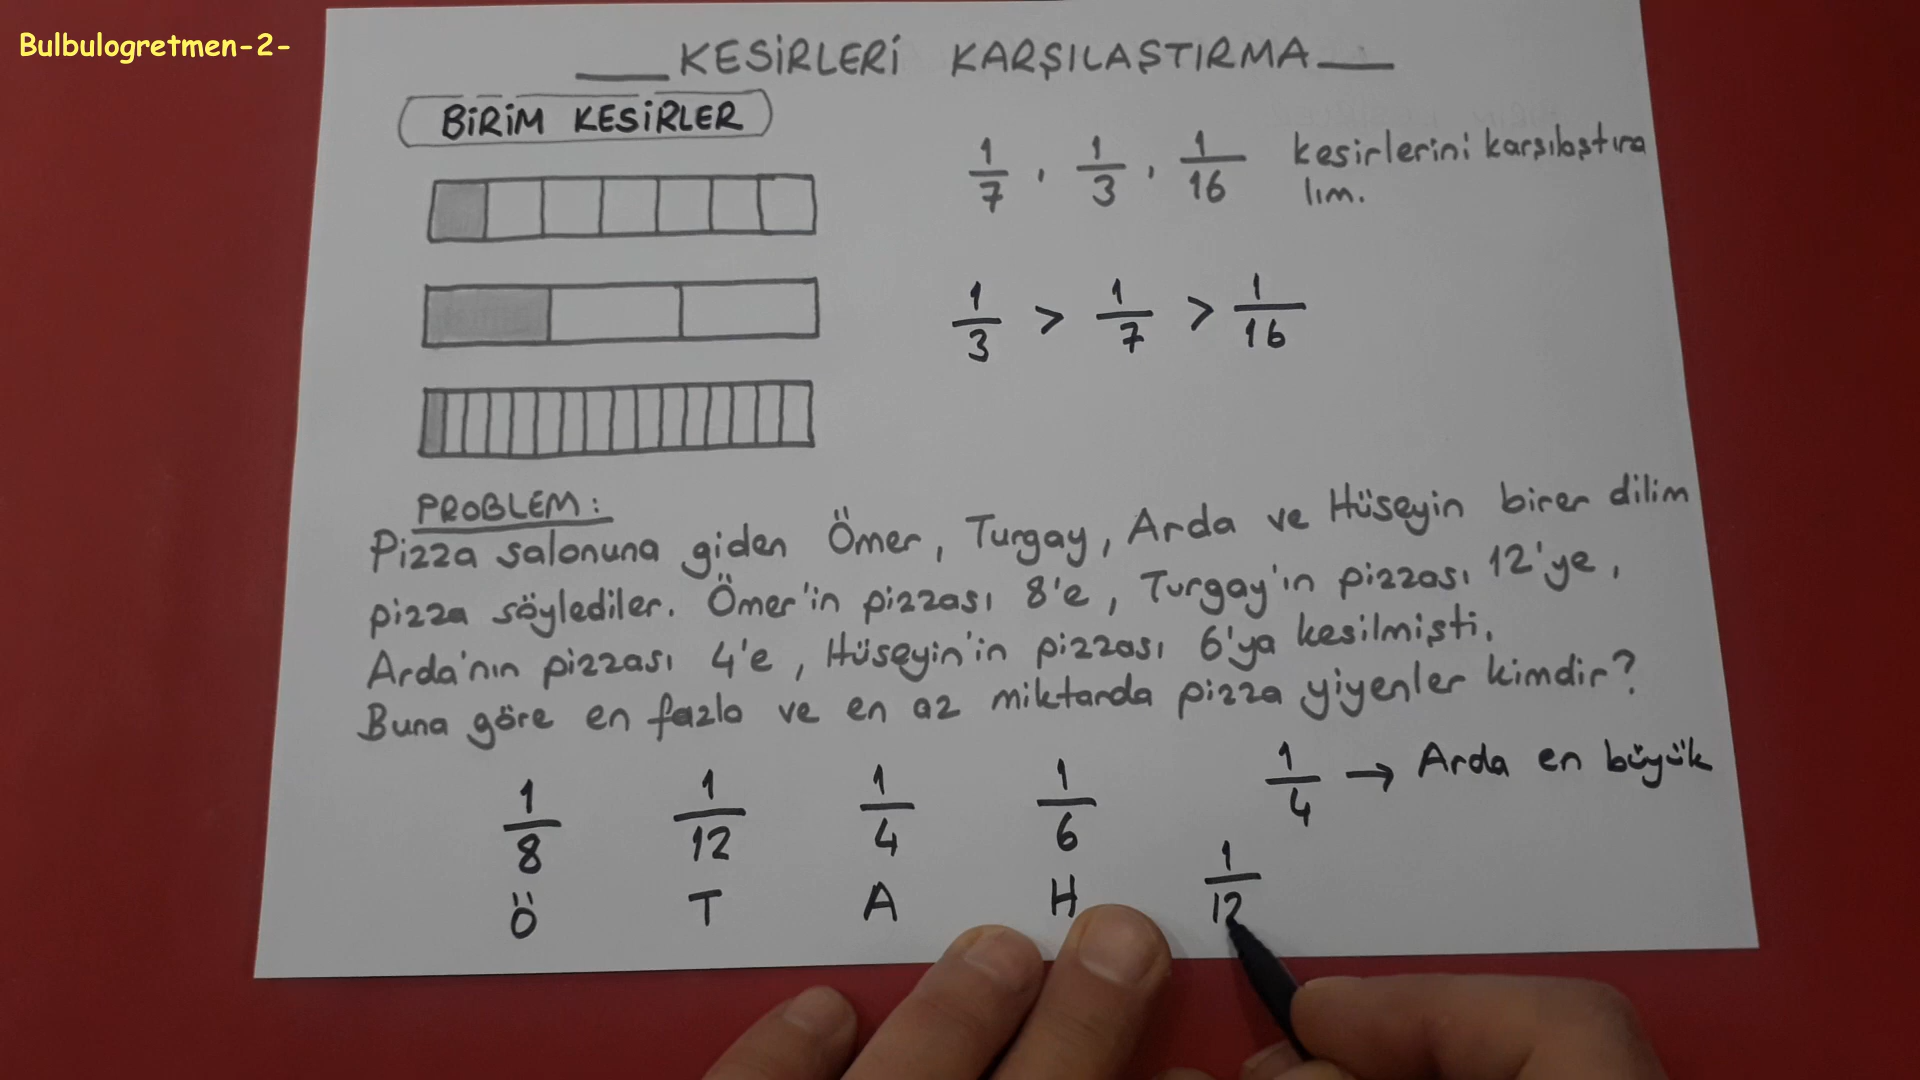 Bulbulogretmen-2-
KESİRLERİ KARŞILAŞTIRMA
BİRİM KESİRLER
1/7 , 1/3 , 1/16 kesirlerini karşılaştıra
lım.
1/3 > 1/7 > 1/16
PROBLEM:
Pizza salonuna giden Ömer, Turgay, Arda ve Hüseyin birer dilim
pizza söylediler. Ömer'in pizzası 8'e, Turgay'ın pizzası 12'ye,
Arda'nın pizzası 4'e, Hüseyin'in pizzası 6'ya kesilmişti.
Buna göre en fazla ve en az miktarda pizza yiyenler kimdir?
1/8 1/12 1/4 1/6
Ö T A H
1/4 → Arda en büyük
1/12